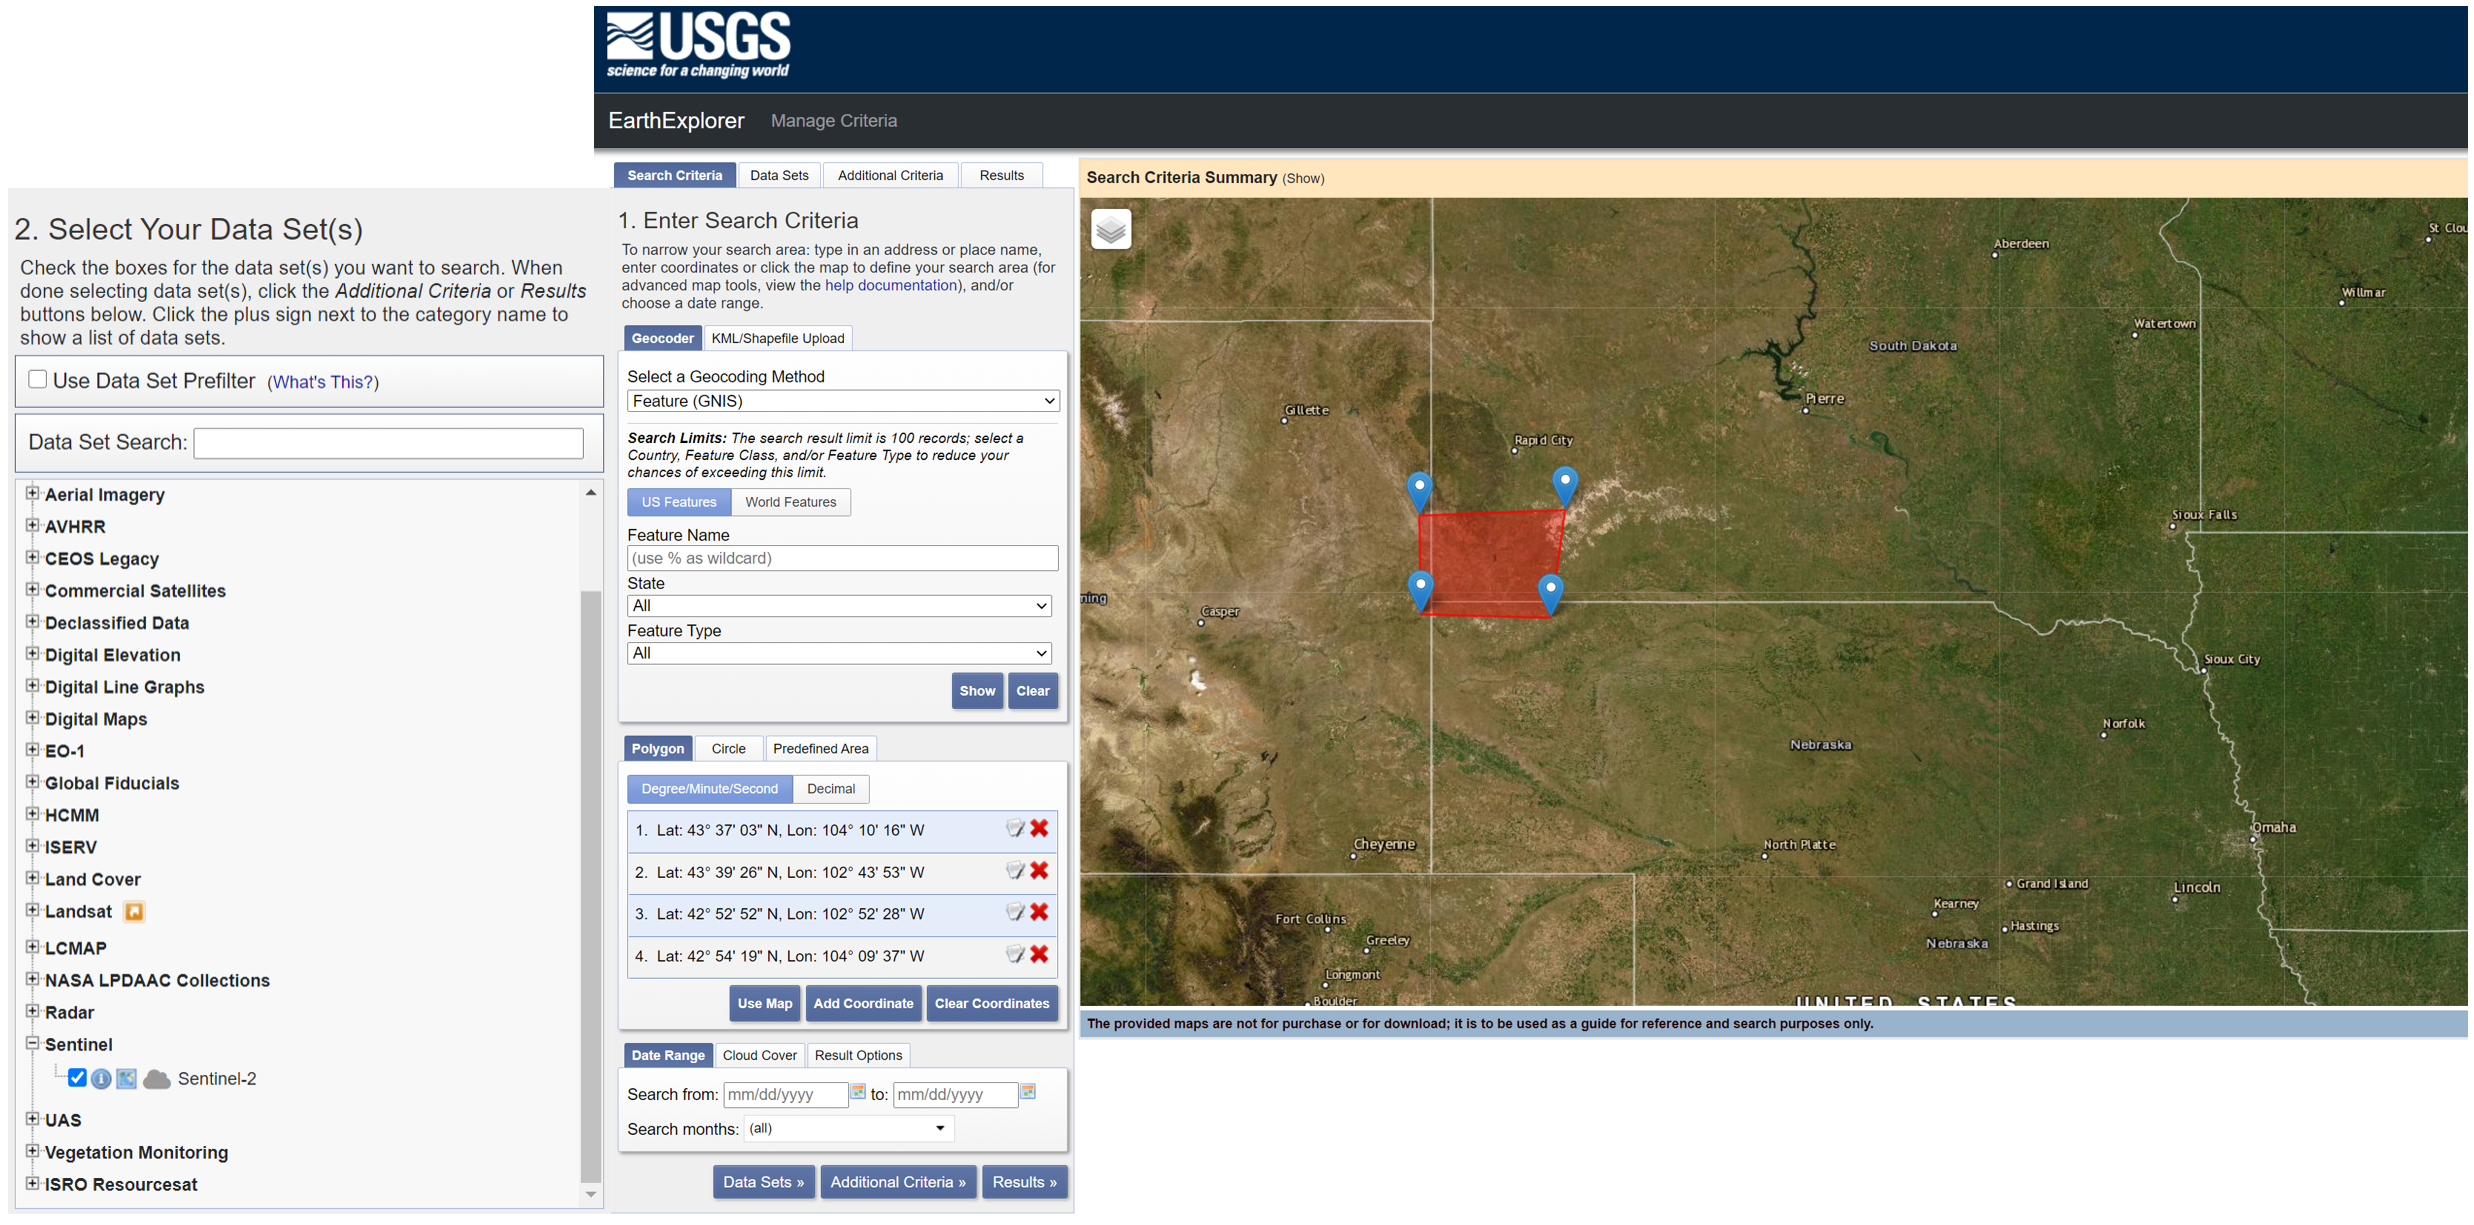 USGS
science for a changing world
EarthExplorer Manage Criteria
2. Select Your Data Set(s)
Check the boxes for the data set(s) you want to search. When
done selecting data set(s), click the Additional Criteria or Results
buttons below. Click the plus sign next to the category name to
show a list of data sets.
Use Data Set Prefilter (What's This?)
Data Set Search:
Aerial Imagery
AVHRR
CEOS Legacy
Commercial Satellites
Declassified Data
Digital Elevation
Digital Line Graphs
Digital Maps
EO-1
Global Fiducials
HCMM
ISERV
Land Cover
Landsat
LCMAP
NASA LPDAAC Collections
Radar
Sentinel
Sentinel-2
UAS
Vegetation Monitoring
ISRO Resourcesat
Search Criteria Data Sets Additional Criteria Results
1. Enter Search Criteria
To narrow your search area: type in an address or place name,
enter coordinates or click the map to define your search area (for
advanced map tools, view the help documentation), and/or
choose a date range.
Geocoder KML/Shapefile Upload
Select a Geocoding Method
Feature (GNIS)
Search Limits: The search result limit is 100 records; select a
Country, Feature Class, and/or Feature Type to reduce your
chances of exceeding this limit.
US Features World Features
Feature Name
(use % as wildcard)
State
All
Feature Type
All
Show Clear
Polygon Circle Predefined Area
Degree/Minute/Second Decimal
1. Lat: 43° 37' 03" N, Lon: 104° 10' 16" W
2. Lat: 43° 39' 26" N, Lon: 102° 43' 53" W
3. Lat: 42° 52' 52" N, Lon: 102° 52' 28" W
4. Lat: 42° 54' 19" N, Lon: 104° 09' 37" W
Use Map Add Coordinate Clear Coordinates
Date Range Cloud Cover Result Options
Search from: mm/dd/yyyy to: mm/dd/yyyy
Search months: (all)
Data Sets » Additional Criteria » Results »
Search Criteria Summary (Show)
St Clou
Aberdeen
Willmar
Watertown
South Dakota
Pierre
Gillette
Rapid City
Sioux Falls
ning
Casper
Sioux City
Norfolk
Nebraska
Omaha
Cheyenne
North Platte
Grand Island
Lincoln
Kearney
Fort Collins
Hastings
Greeley
Nebraska
Longmont
Boulder
UNITED STATES
The provided maps are not for purchase or for download; it is to be used as a guide for reference and search purposes only.